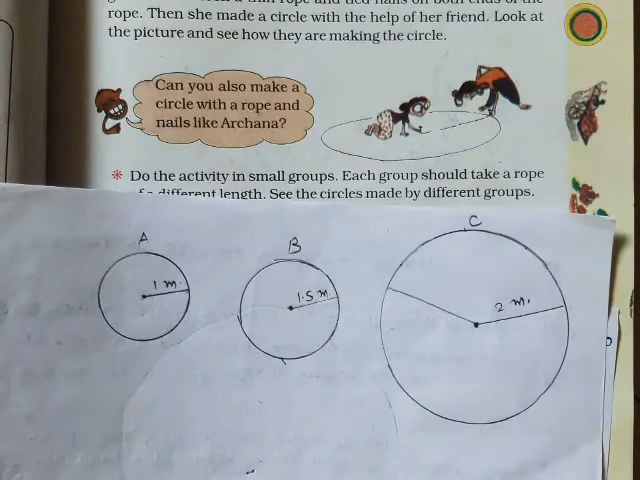 rope. Then she made a circle with the help of her friend. Look at
the picture and see how they are making the circle.
Can you also make a
circle with a rope and
nails like Archana?
* Do the activity in small groups. Each group should take a rope
different length. See the circles made by different groups.
A
B
C
1 m.
1.5 m
2 m.